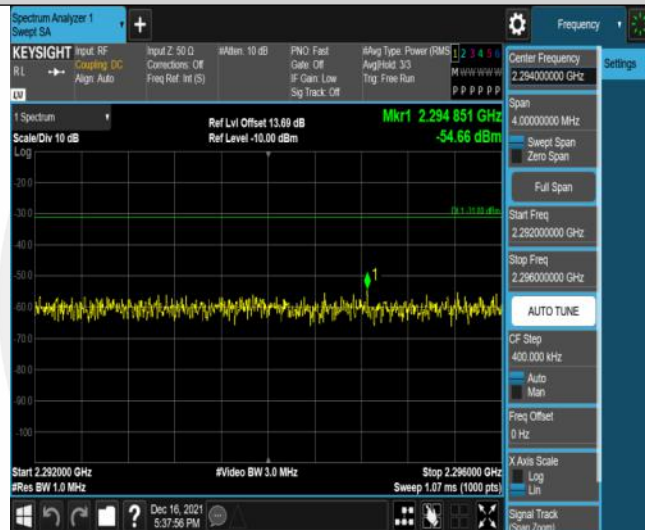 Spectrum Analyzer 1
Swept SA
+
Frequency
KEYSIGHT
Input: RF
Coupling: DC
Align: Auto
Input Z: 50 Ω
Corrections: Off
Freq Ref: Int (S)
#Atten: 10 dB
PNO: Fast
Gate: Off
IF Gain: Low
Sig Track: Off
#Avg Type: Power (RMS
Avg|Hold: 3/3
Trig: Free Run
1 2 3 4 5 6
M W W W W W
P P P P P P
RL
LXI
1 Spectrum
Scale/Div 10 dB
Log
Ref Lvl Offset 13.69 dB
Ref Level -10.00 dBm
Mkr1 2.294 851 GHz
-54.66 dBm
-20.0
-30.0
-40.0
-50.0
-60.0
-70.0
-80.0
-90.0
-100
1
Start 2.292000 GHz
#Res BW 1.0 MHz
#Video BW 3.0 MHz
Stop 2.296000 GHz
Sweep 1.07 ms (1000 pts)
Dec 16, 2021
5:37:56 PM
Center Frequency
2.294000000 GHz
Settings
Span
4.00000000 MHz
Swept Span
Zero Span
Full Span
Start Freq
2.292000000 GHz
Stop Freq
2.296000000 GHz
AUTO TUNE
CF Step
400.000 kHz
Auto
Man
Freq Offset
0 Hz
X Axis Scale
Log
Lin
Signal Track
(Span Zoom)